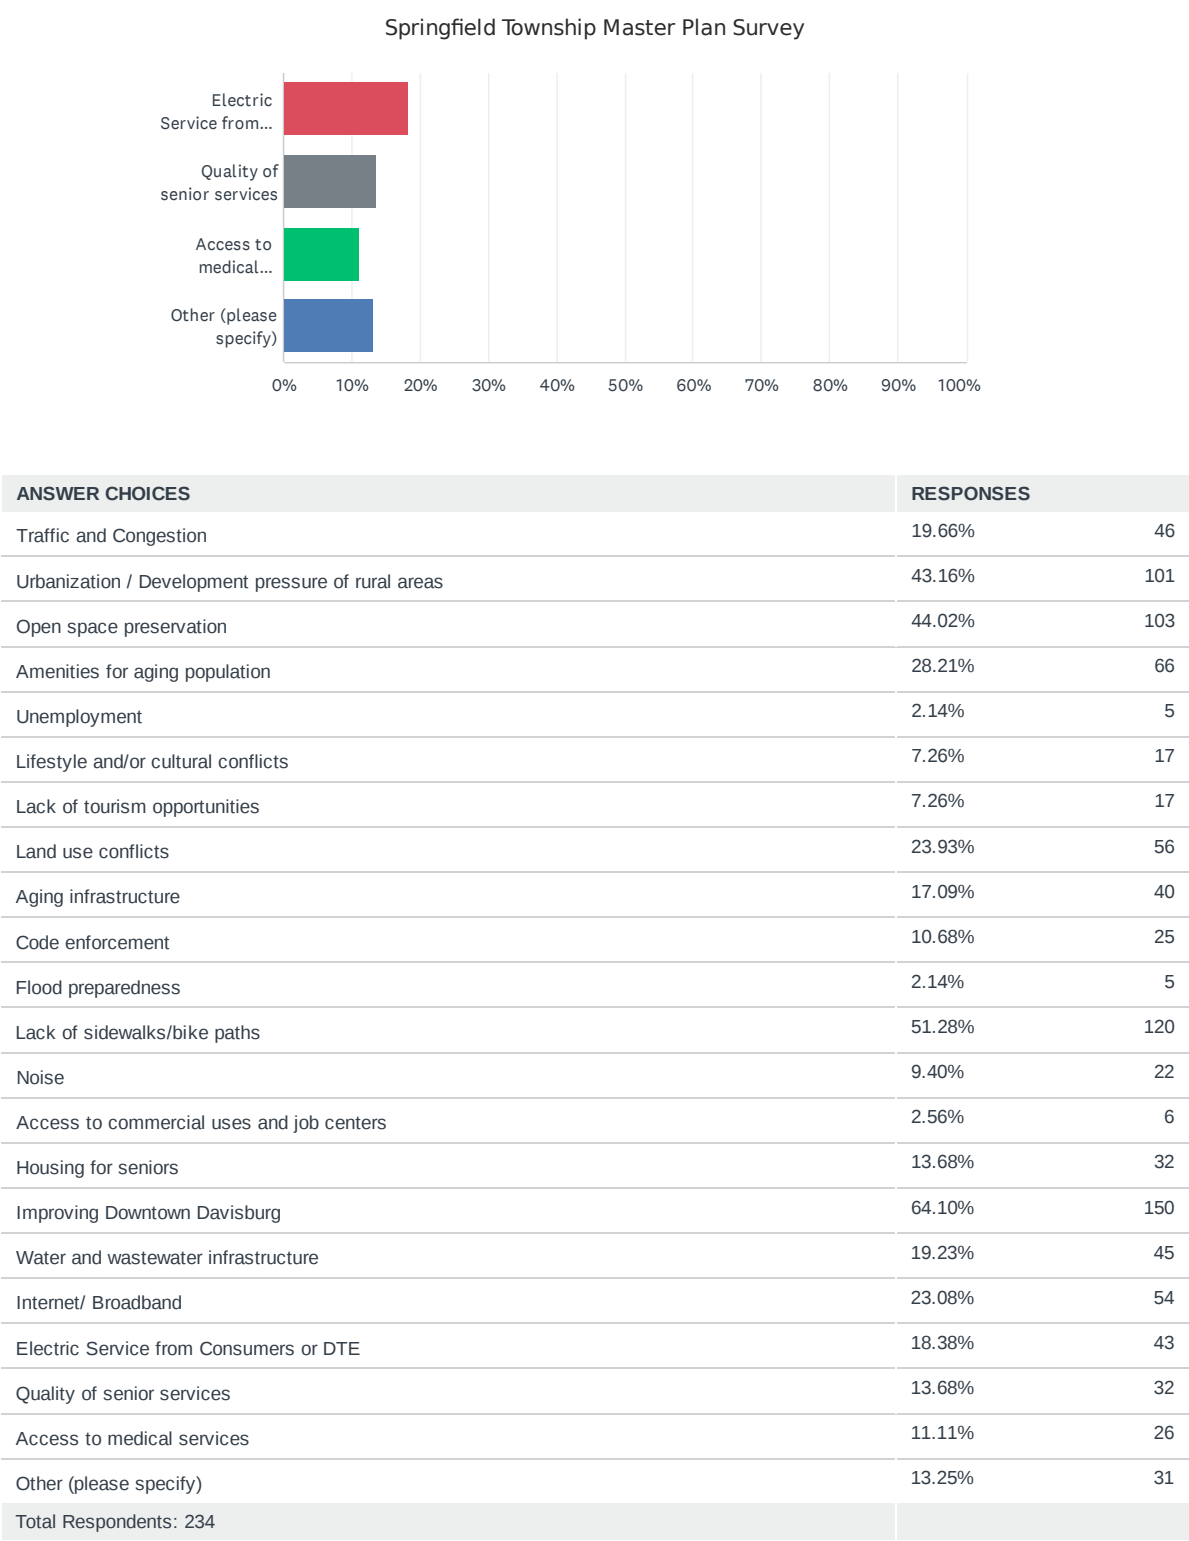 Springfield Township Master Plan Survey
Electric
Service from...
Quality of
senior services
Access to
medical...
Other (please
specify)
0% 10% 20% 30% 40% 50% 60% 70% 80% 90% 100%
ANSWER CHOICES RESPONSES
Traffic and Congestion 19.66% 46
Urbanization / Development pressure of rural areas 43.16% 101
Open space preservation 44.02% 103
Amenities for aging population 28.21% 66
Unemployment 2.14% 5
Lifestyle and/or cultural conflicts 7.26% 17
Lack of tourism opportunities 7.26% 17
Land use conflicts 23.93% 56
Aging infrastructure 17.09% 40
Code enforcement 10.68% 25
Flood preparedness 2.14% 5
Lack of sidewalks/bike paths 51.28% 120
Noise 9.40% 22
Access to commercial uses and job centers 2.56% 6
Housing for seniors 13.68% 32
Improving Downtown Davisburg 64.10% 150
Water and wastewater infrastructure 19.23% 45
Internet/ Broadband 23.08% 54
Electric Service from Consumers or DTE 18.38% 43
Quality of senior services 13.68% 32
Access to medical services 11.11% 26
Other (please specify) 13.25% 31
Total Respondents: 234